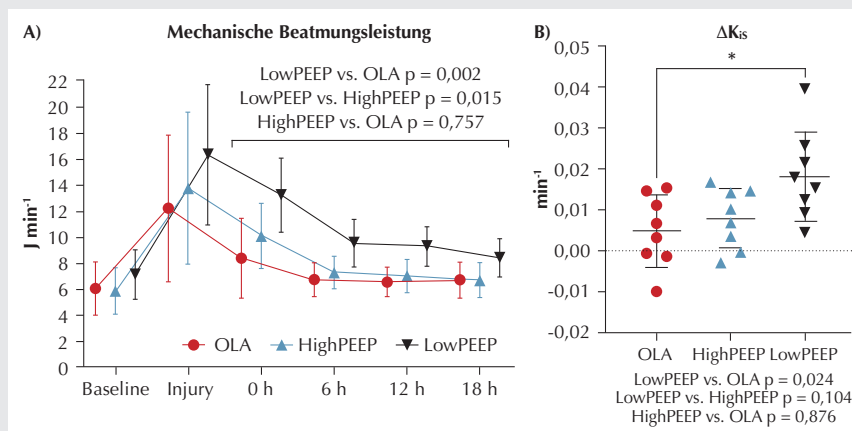 A)
Mechanische Beatmungsleistung
LowPEEP vs. OLA p = 0,002
LowPEEP vs. HighPEEP p = 0,015
HighPEEP vs. OLA p = 0,757
J min⁻¹
22
20
18
16
14
12
10
8
6
4
2
0
OLA HighPEEP LowPEEP
Baseline Injury 0 h 6 h 12 h 18 h
B)
ΔKis
*
min⁻¹
0,05
0,04
0,03
0,02
0,01
0,00
-0,01
-0,02
OLA HighPEEP LowPEEP
LowPEEP vs. OLA p = 0,024
LowPEEP vs. HighPEEP p = 0,104
HighPEEP vs. OLA p = 0,876